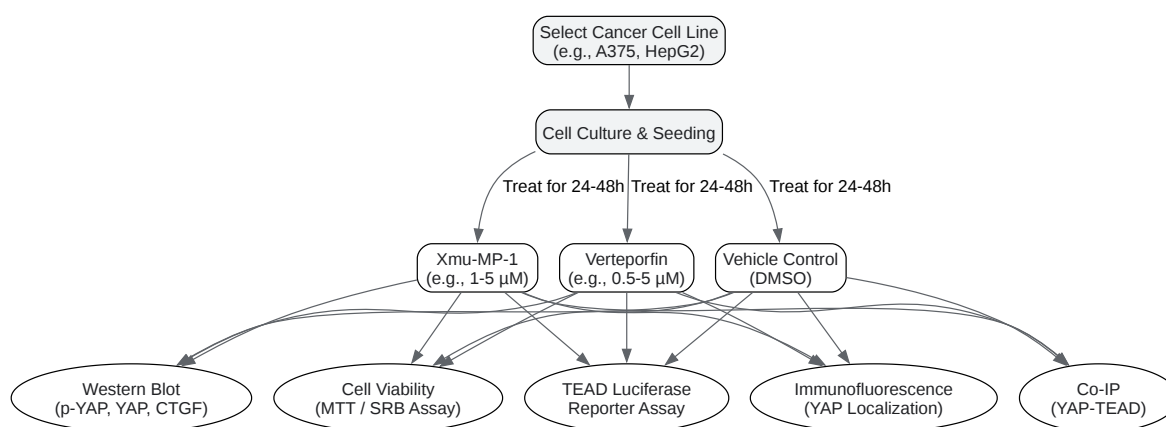 Select Cancer Cell Line
(e.g., A375, HepG2)
Cell Culture & Seeding
Treat for 24-48h
Treat for 24-48h
Treat for 24-48h
Xmu-MP-1
(e.g., 1-5 µM)
Verteporfin
(e.g., 0.5-5 µM)
Vehicle Control
(DMSO)
Western Blot
(p-YAP, YAP, CTGF)
Cell Viability
(MTT / SRB Assay)
TEAD Luciferase
Reporter Assay
Immunofluorescence
(YAP Localization)
Co-IP
(YAP-TEAD)